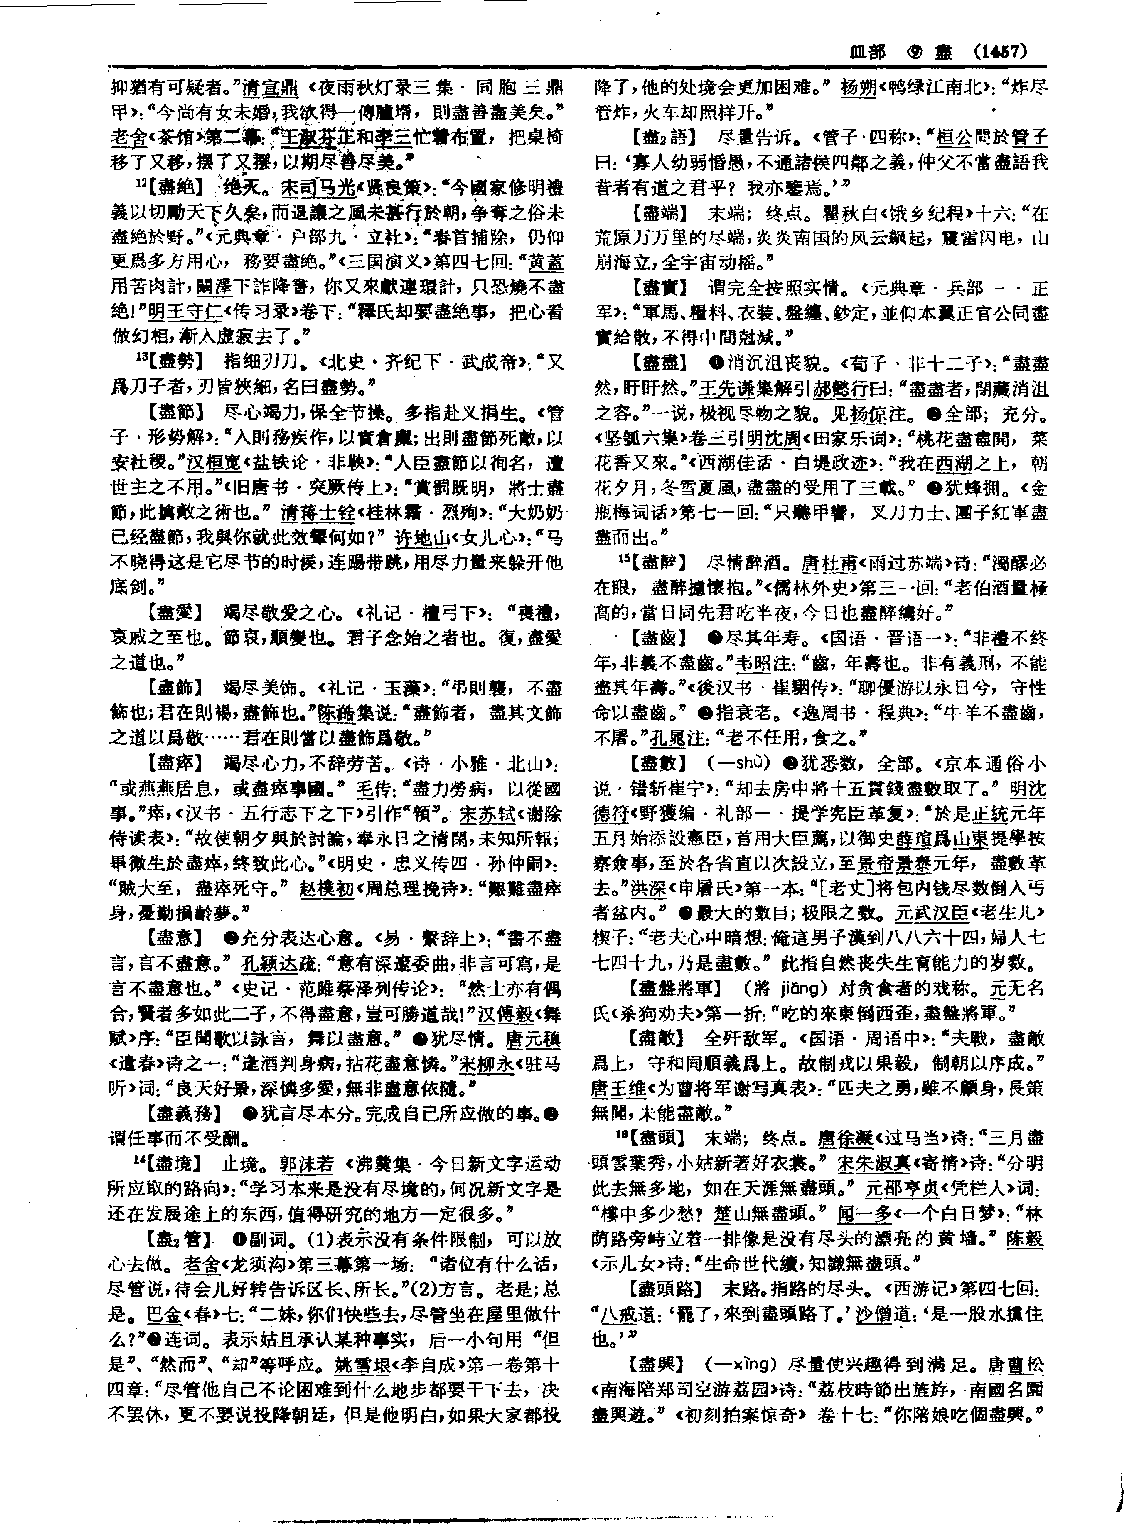 皿部 ⑨ 盡 (1457)
抑猶有可疑者。”清宣鼎《夜雨秋灯录三集·同胞三鼎
甲》：“今尚有女未婚，我欲得一傳臚壻，則盡善盡美矣。”
老舍《茶馆》第二幕：“王淑芬正和李三忙着布置，把桌椅
移了又移，摆了又摆，以期尽善尽美。”
¹²【盡絶】 绝灭。宋司马光《贤良策》：“今國家修明禮
義以切勵天下久矣，而退讓之風未甚行於朝，争奪之俗未
盡絶於野。”《元典章·户部九·立社》：“春首捕除，仍仰
更爲多方用心，務要盡絶。”《三国演义》第四七回：“黄蓋
用苦肉計，闞澤下詐降書，你又來獻連環計，只恐燒不盡
絶！”明王守仁《传习录》卷下：“釋氏却要盡絶事，把心看
做幻相，漸入虚寂去了。”
¹³【盡勢】 指细刃刀。《北史·齐纪下·武成帝》：“又
爲刀子者，刃皆狹細，名曰盡勢。”
【盡節】 尽心竭力，保全节操。多指赴义捐生。《管
子·形势解》：“入則務疾作，以實倉廩；出則盡節死敵，以
安社稷。”汉桓宽《盐铁论·非鞅》：“人臣盡節以徇名，遭
世主之不用。”《旧唐书·突厥传上》：“賞罰既明，將士盡
節，此擒敵之術也。”清蒋士铨《桂林霜·烈殉》：“大奶奶
已经盡節，我與你就此效顰何如？”许地山《女儿心》：“马
不晓得这是它尽节的时候，连踢带跳，用尽力量来躲开他
底剑。”
【盡愛】 竭尽敬爱之心。《礼记·檀弓下》：“喪禮，
哀戚之至也。節哀，順變也。君子念始之者也。復，盡愛
之道也。”
【盡飾】 竭尽美饰。《礼记·玉藻》：“弔則襲，不盡
飾也；君在則裼，盡飾也。”陈澔集说：“盡飾者，盡其文飾
之道以爲敬……君在則當以盡飾爲敬。”
【盡瘁】 竭尽心力，不辞劳苦。《诗·小雅·北山》：
“或燕燕居息，或盡瘁事國。”毛传：“盡力勞病，以從國
事。”瘁，《汉书·五行志下之下》引作“顇”。宋苏轼《谢除
侍读表》：“故使朝夕與於討論，奉永日之清閑，未知所報；
畢微生於盡瘁，終致此心。”《明史·忠义传四·孙仲嗣》：
“賊大至，盡瘁死守。”赵樸初《周总理挽诗》：“艱難盡瘁
身，憂勤損齡夢。”
【盡意】 ❶充分表达心意。《易·繫辞上》：“書不盡
言，言不盡意。”孔颖达疏：“意有深邃委曲，非言可寫，是
言不盡意也。”《史记·范雎蔡泽列传论》：“然士亦有偶
合，賢者多如此二子，不得盡意，豈可勝道哉！”汉傅毅《舞
赋》序：“臣聞歌以詠言，舞以盡意。”❷犹尽情。唐元稹
《遣春》诗之一：“逢酒判身病，拈花盡意憐。”宋柳永《驻马
听》词：“良天好景，深憐多愛，無非盡意依隨。”
【盡義務】 ❶犹言尽本分。完成自己所应做的事。❷
谓任事而不受酬。
¹⁴【盡境】 止境。郭沫若《沸羹集·今日新文字运动
所应取的路向》：“学习本来是没有尽境的，何况新文字是
还在发展途上的东西，值得研究的地方一定很多。”
【盡₂管】 ❶副词。(1)表示没有条件限制，可以放
心去做。老舍《龙须沟》第三幕第一场：“诸位有什么话，
尽管说，待会儿好转告诉区长、所长。”(2)方言。老是；总
是。巴金《春》七：“二妹，你们快些去，尽管坐在屋里做什
么？”❷连词。表示姑且承认某种事实，后一小句用“但
是”、“然而”、“却”等呼应。姚雪垠《李自成》第一卷第十
四章：“尽管他自己不论困难到什么地步都要干下去，决
不罢休，更不要说投降朝廷，但是他明白，如果大家都投
降了，他的处境会更加困难。”杨朔《鸭绿江南北》：“炸尽
管炸，火车却照样开。”
【盡₂語】 尽量告诉。《管子·四称》：“桓公問於管子
曰：‘寡人幼弱惛愚，不通諸侯四鄰之義，仲父不當盡語我
昔者有道之君乎？我亦鑒焉。’”
【盡端】 末端；终点。瞿秋白《饿乡纪程》十六：“在
荒原万万里的尽端，炎炎南国的风云飙起，震雷闪电，山
崩海立，全宇宙动摇。”
【盡實】 谓完全按照实情。《元典章·兵部一·正
军》：“軍馬、糧料、衣装、盤纏、鈔定，並仰本翼正官公同盡
實給散，不得中間尅減。”
【盡盡】 ❶消沉沮丧貌。《荀子·非十二子》：“盡盡
然，盱盱然。”王先谦集解引郝懿行曰：“盡盡者，閉藏消沮
之容。”一说，极视尽物之貌。见杨倞注。❷全部；充分。
《坚瓠六集》卷三引明沈周《田家乐词》：“桃花盡盡開，菜
花香又來。”《西湖佳话·白堤政迹》：“我在西湖之上，朝
花夕月，冬雪夏風，盡盡的受用了三載。”❸犹蜂拥。《金
瓶梅词话》第七一回：“只聽甲響，叉刀力士、團子紅軍盡
盡而出。”
¹⁵【盡醉】 尽情醉酒。唐杜甫《雨过苏端》诗：“濁醪必
在眼，盡醉攄懷抱。”《儒林外史》第三一回：“老伯酒量極
高的，當日同先君吃半夜，今日也盡醉纔好。”
【盡齒】 ❶尽其年寿。《国语·晋语一》：“非禮不终
年，非義不盡齒。”韦昭注：“齒，年壽也。非有義刑，不能
盡其年壽。”《後汉书·崔駰传》：“聊優游以永日兮，守性
命以盡齒。”❷指衰老。《逸周书·程典》：“牛羊不盡齒，
不屠。”孔晁注：“老不任用，食之。”
【盡數】 （—shù）❶犹悉数，全部。《京本通俗小
说·错斩崔宁》：“却去房中將十五貫錢盡數取了。”明沈
德符《野獲编·礼部一·提学宪臣革复》：“於是正統元年
五月始添設憲臣，首用大臣薦，以御史薛瑄爲山東提學按
察僉事，至於各省直以次設立，至景帝景泰元年，盡數革
去。”洪深《申屠氏》第一本：“[老丈]将包内钱尽数倒入丐
者盆内。”❷最大的数目；极限之数。元武汉臣《老生儿》
楔子：“老夫心中暗想：俺這男子漢到八八六十四，婦人七
七四十九，乃是盡數。”此指自然丧失生育能力的岁数。
【盡盤將軍】 （將 jiāng）对贪食者的戏称。元无名
氏《杀狗劝夫》第一折：“吃的來東倒西歪，盡盤將軍。”
【盡敵】 全歼敌军。《国语·周语中》：“夫戰，盡敵
爲上，守和同順義爲上。故制戎以果毅，制朝以序成。”
唐王维《为曹将军谢写真表》：“匹夫之勇，雖不顧身，長策
無聞，未能盡敵。”
¹⁶【盡頭】 末端；终点。唐徐凝《过马当》诗：“三月盡
頭雲葉秀，小姑新著好衣裳。”宋朱淑真《寄情》诗：“分明
此去無多地，如在天涯無盡頭。”元邵亨贞《凭栏人》词：
“樓中多少愁？楚山無盡頭。”闻一多《一个白日梦》：“林
荫路旁峙立着一排像是没有尽头的漂亮的黄墙。”陈毅
《示儿女》诗：“生命世代續，知識無盡頭。”
【盡頭路】 末路。指路的尽头。《西游记》第四七回：
“八戒道：‘罷了，來到盡頭路了。’沙僧道：‘是一股水擋住
也。’”
【盡興】 （—xìng）尽量使兴趣得到满足。唐曹松
《南海陪郑司空游荔园》诗：“荔枝時節出旌斿，南國名園
盡興遊。”《初刻拍案惊奇》卷十七：“你陪娘吃個盡興。”